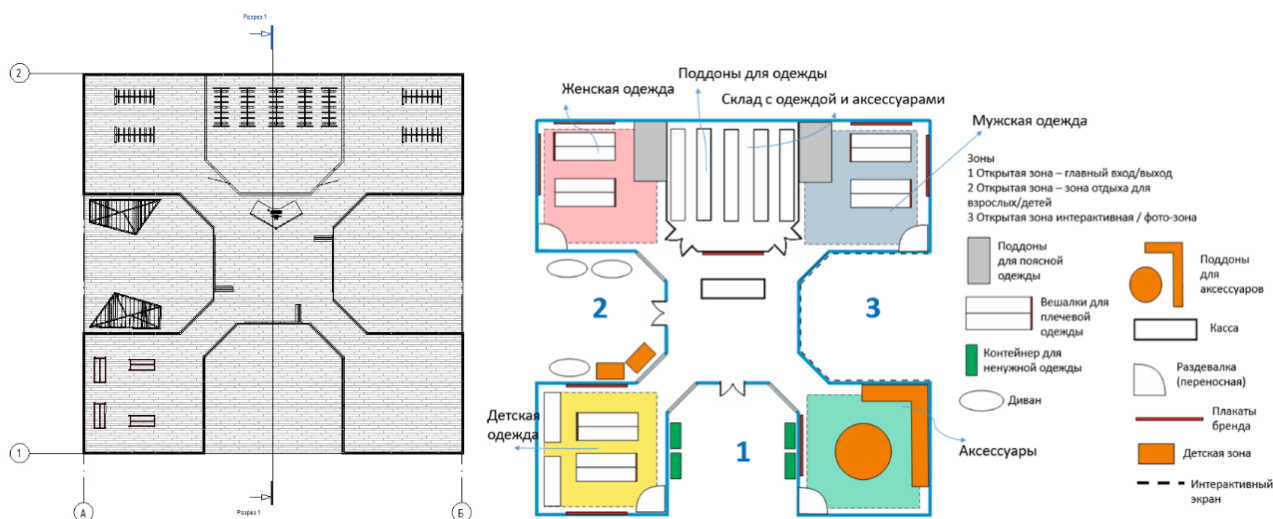 Разрез 1
2
1
А
Б
Разрез 1
Поддоны для одежды
Женская одежда
Склад с одеждой и аксессуарами
Мужская одежда
2
3
1
Детская
одежда
Аксессуары
Зоны
1 Открытая зона – главный вход/выход
2 Открытая зона – зона отдыха для
взрослых/детей
3 Открытая зона интерактивная / фото-зона
Поддоны
для поясной
одежды
Вешалки для
плечевой
одежды
Контейнер для
ненужной одежды
Диван
Поддоны
для
аксессуаров
Касса
Раздевалка
(переносная)
Плакаты
бренда
Детская зона
Интерактивный
экран